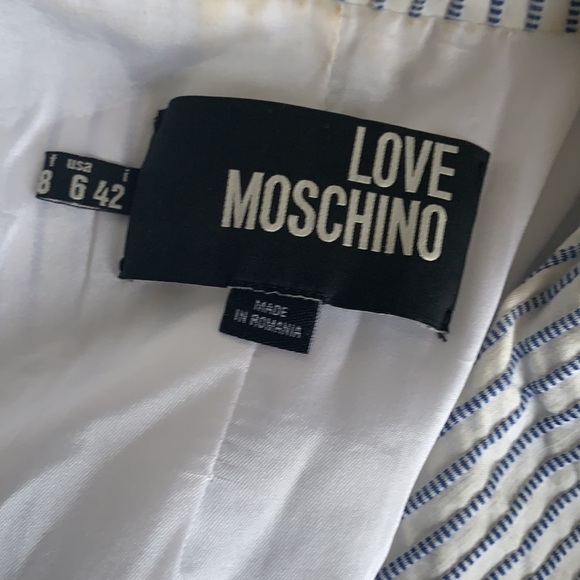 LOVE
MOSCHINO
f usa i
8 6 42
MADE
IN ROMANIA